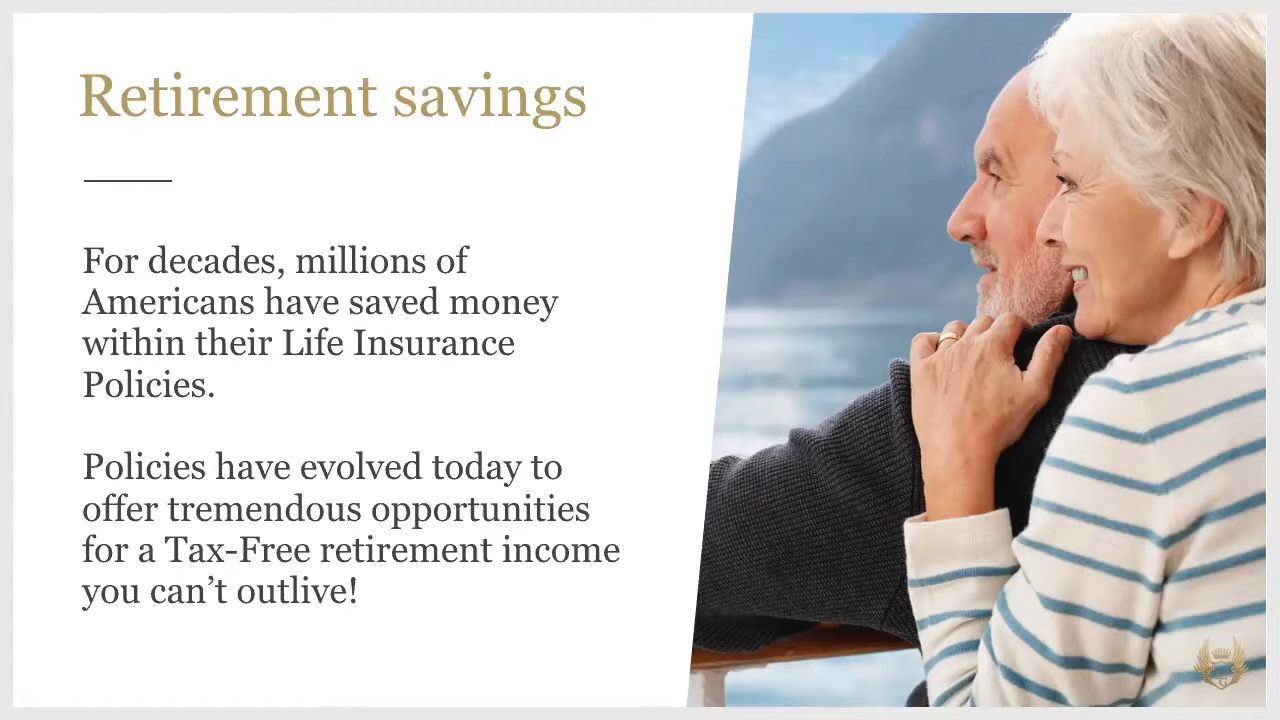 Retirement savings
For decades, millions of
Americans have saved money
within their Life Insurance
Policies.
Policies have evolved today to
offer tremendous opportunities
for a Tax-Free retirement income
you can’t outlive!